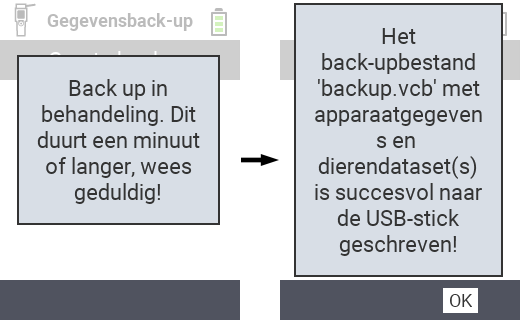 Gegevensback-up
Back up in
behandeling. Dit
duurt een minuut
of langer, wees
geduldig!
Het
back-upbestand
'backup.vcb' met
apparaatgegeven
s en
dierendataset(s)
is succesvol naar
de USB-stick
geschreven!
OK